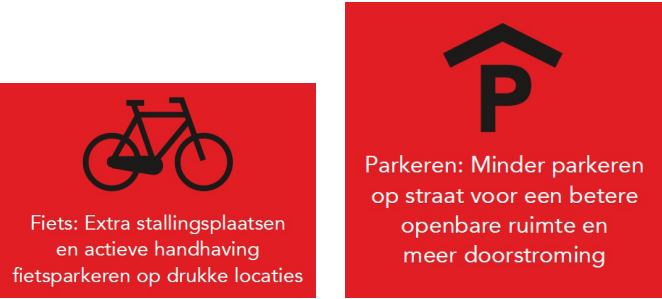 Fiets: Extra stallingsplaatsen
en actieve handhaving
fietsparkeren op drukke locaties
P
Parkeren: Minder parkeren
op straat voor een betere
openbare ruimte en
meer doorstroming